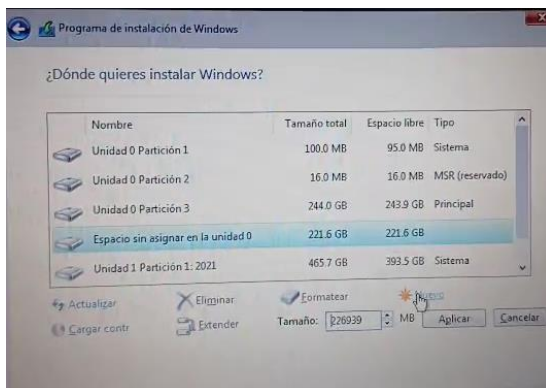 Programa de instalación de Windows
¿Dónde quieres instalar Windows?
Nombre Tamaño total Espacio libre Tipo
Unidad 0 Partición 1 100.0 MB 95.0 MB Sistema
Unidad 0 Partición 2 16.0 MB 16.0 MB MSR (reservado)
Unidad 0 Partición 3 244.0 GB 243.9 GB Principal
Espacio sin asignar en la unidad 0 221.6 GB 221.6 GB
Unidad 1 Partición 1: 2021 465.7 GB 393.5 GB Sistema
Actualizar Eliminar Formatear
Cargar contr Extender Tamaño: 226939 MB Aplicar Cancelar